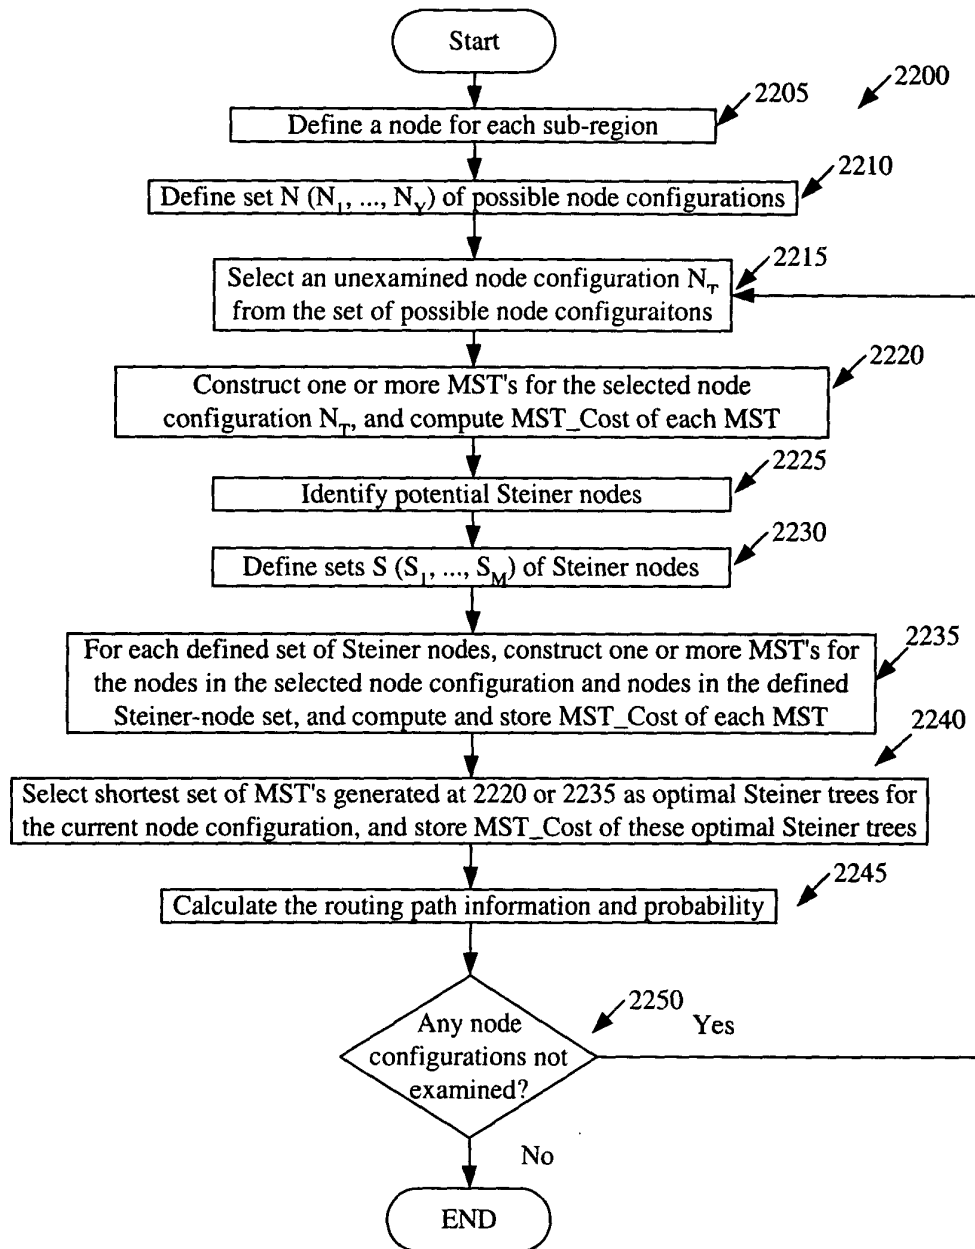 Start
2200
2205
Define a node for each sub-region
2210
Define set N (N1, ..., NY) of possible node configurations
2215
Select an unexamined node configuration NT
from the set of possible node configuraitons
2220
Construct one or more MST's for the selected node
configuration NT, and compute MST_Cost of each MST
2225
Identify potential Steiner nodes
2230
Define sets S (S1, ..., SM) of Steiner nodes
2235
For each defined set of Steiner nodes, construct one or more MST's for
the nodes in the selected node configuration and nodes in the defined
Steiner-node set, and compute and store MST_Cost of each MST
2240
Select shortest set of MST's generated at 2220 or 2235 as optimal Steiner trees for
the current node configuration, and store MST_Cost of these optimal Steiner trees
2245
Calculate the routing path information and probability
2250
Any node
configurations not
examined?
Yes
No
END